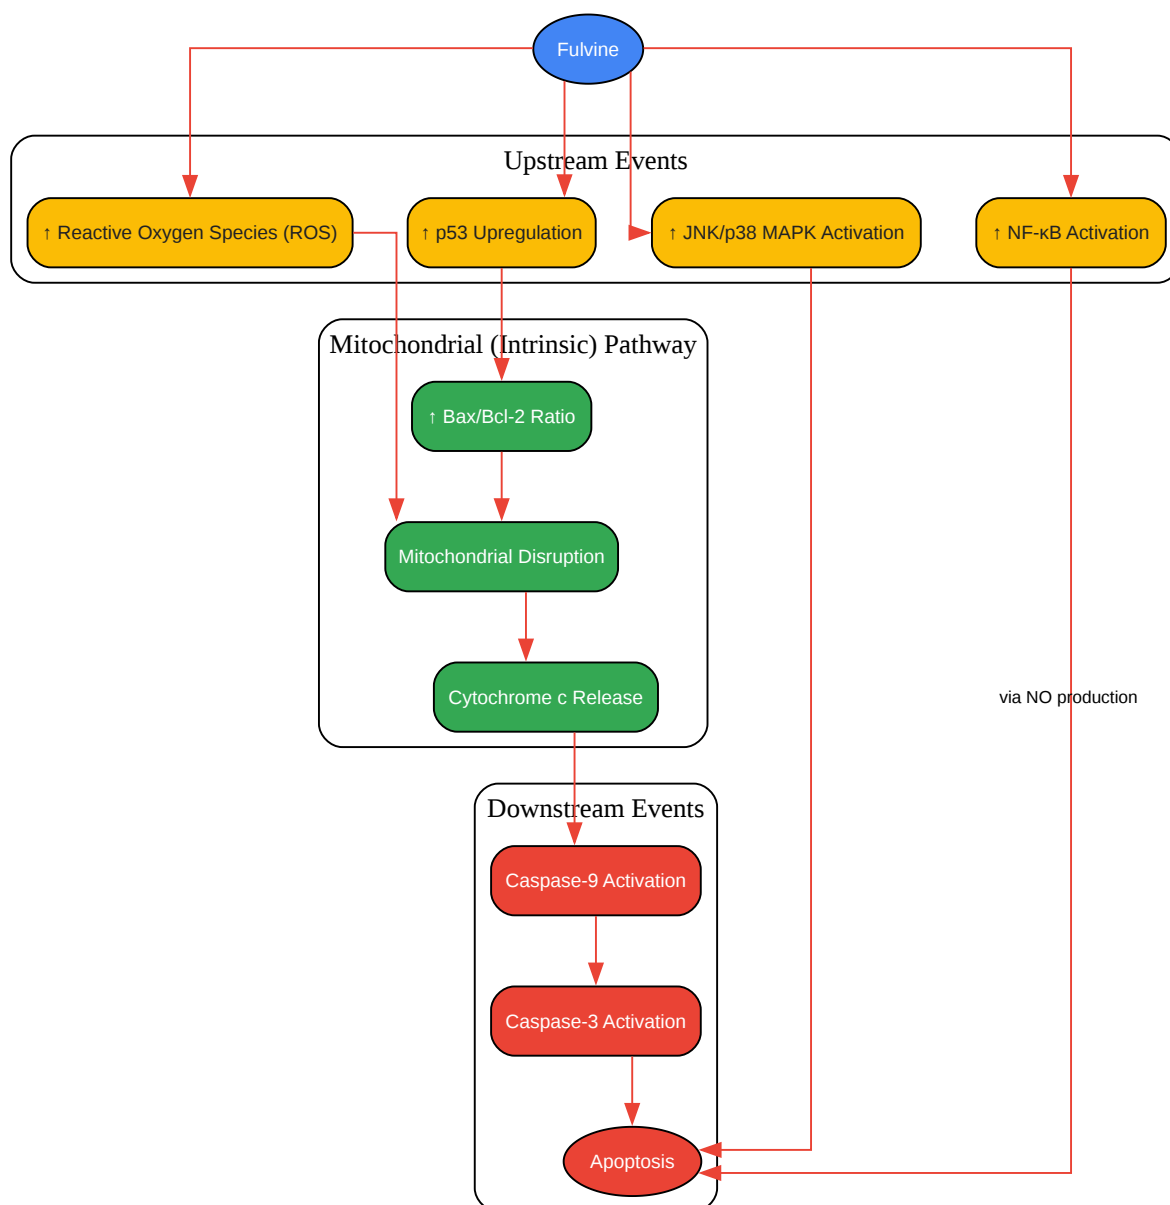 Fulvine
Upstream Events
↑ Reactive Oxygen Species (ROS)
↑ p53 Upregulation
↑ JNK/p38 MAPK Activation
↑ NF-κB Activation
Mitochondrial (Intrinsic) Pathway
↑ Bax/Bcl-2 Ratio
Mitochondrial Disruption
Cytochrome c Release
via NO production
Downstream Events
Caspase-9 Activation
Caspase-3 Activation
Apoptosis